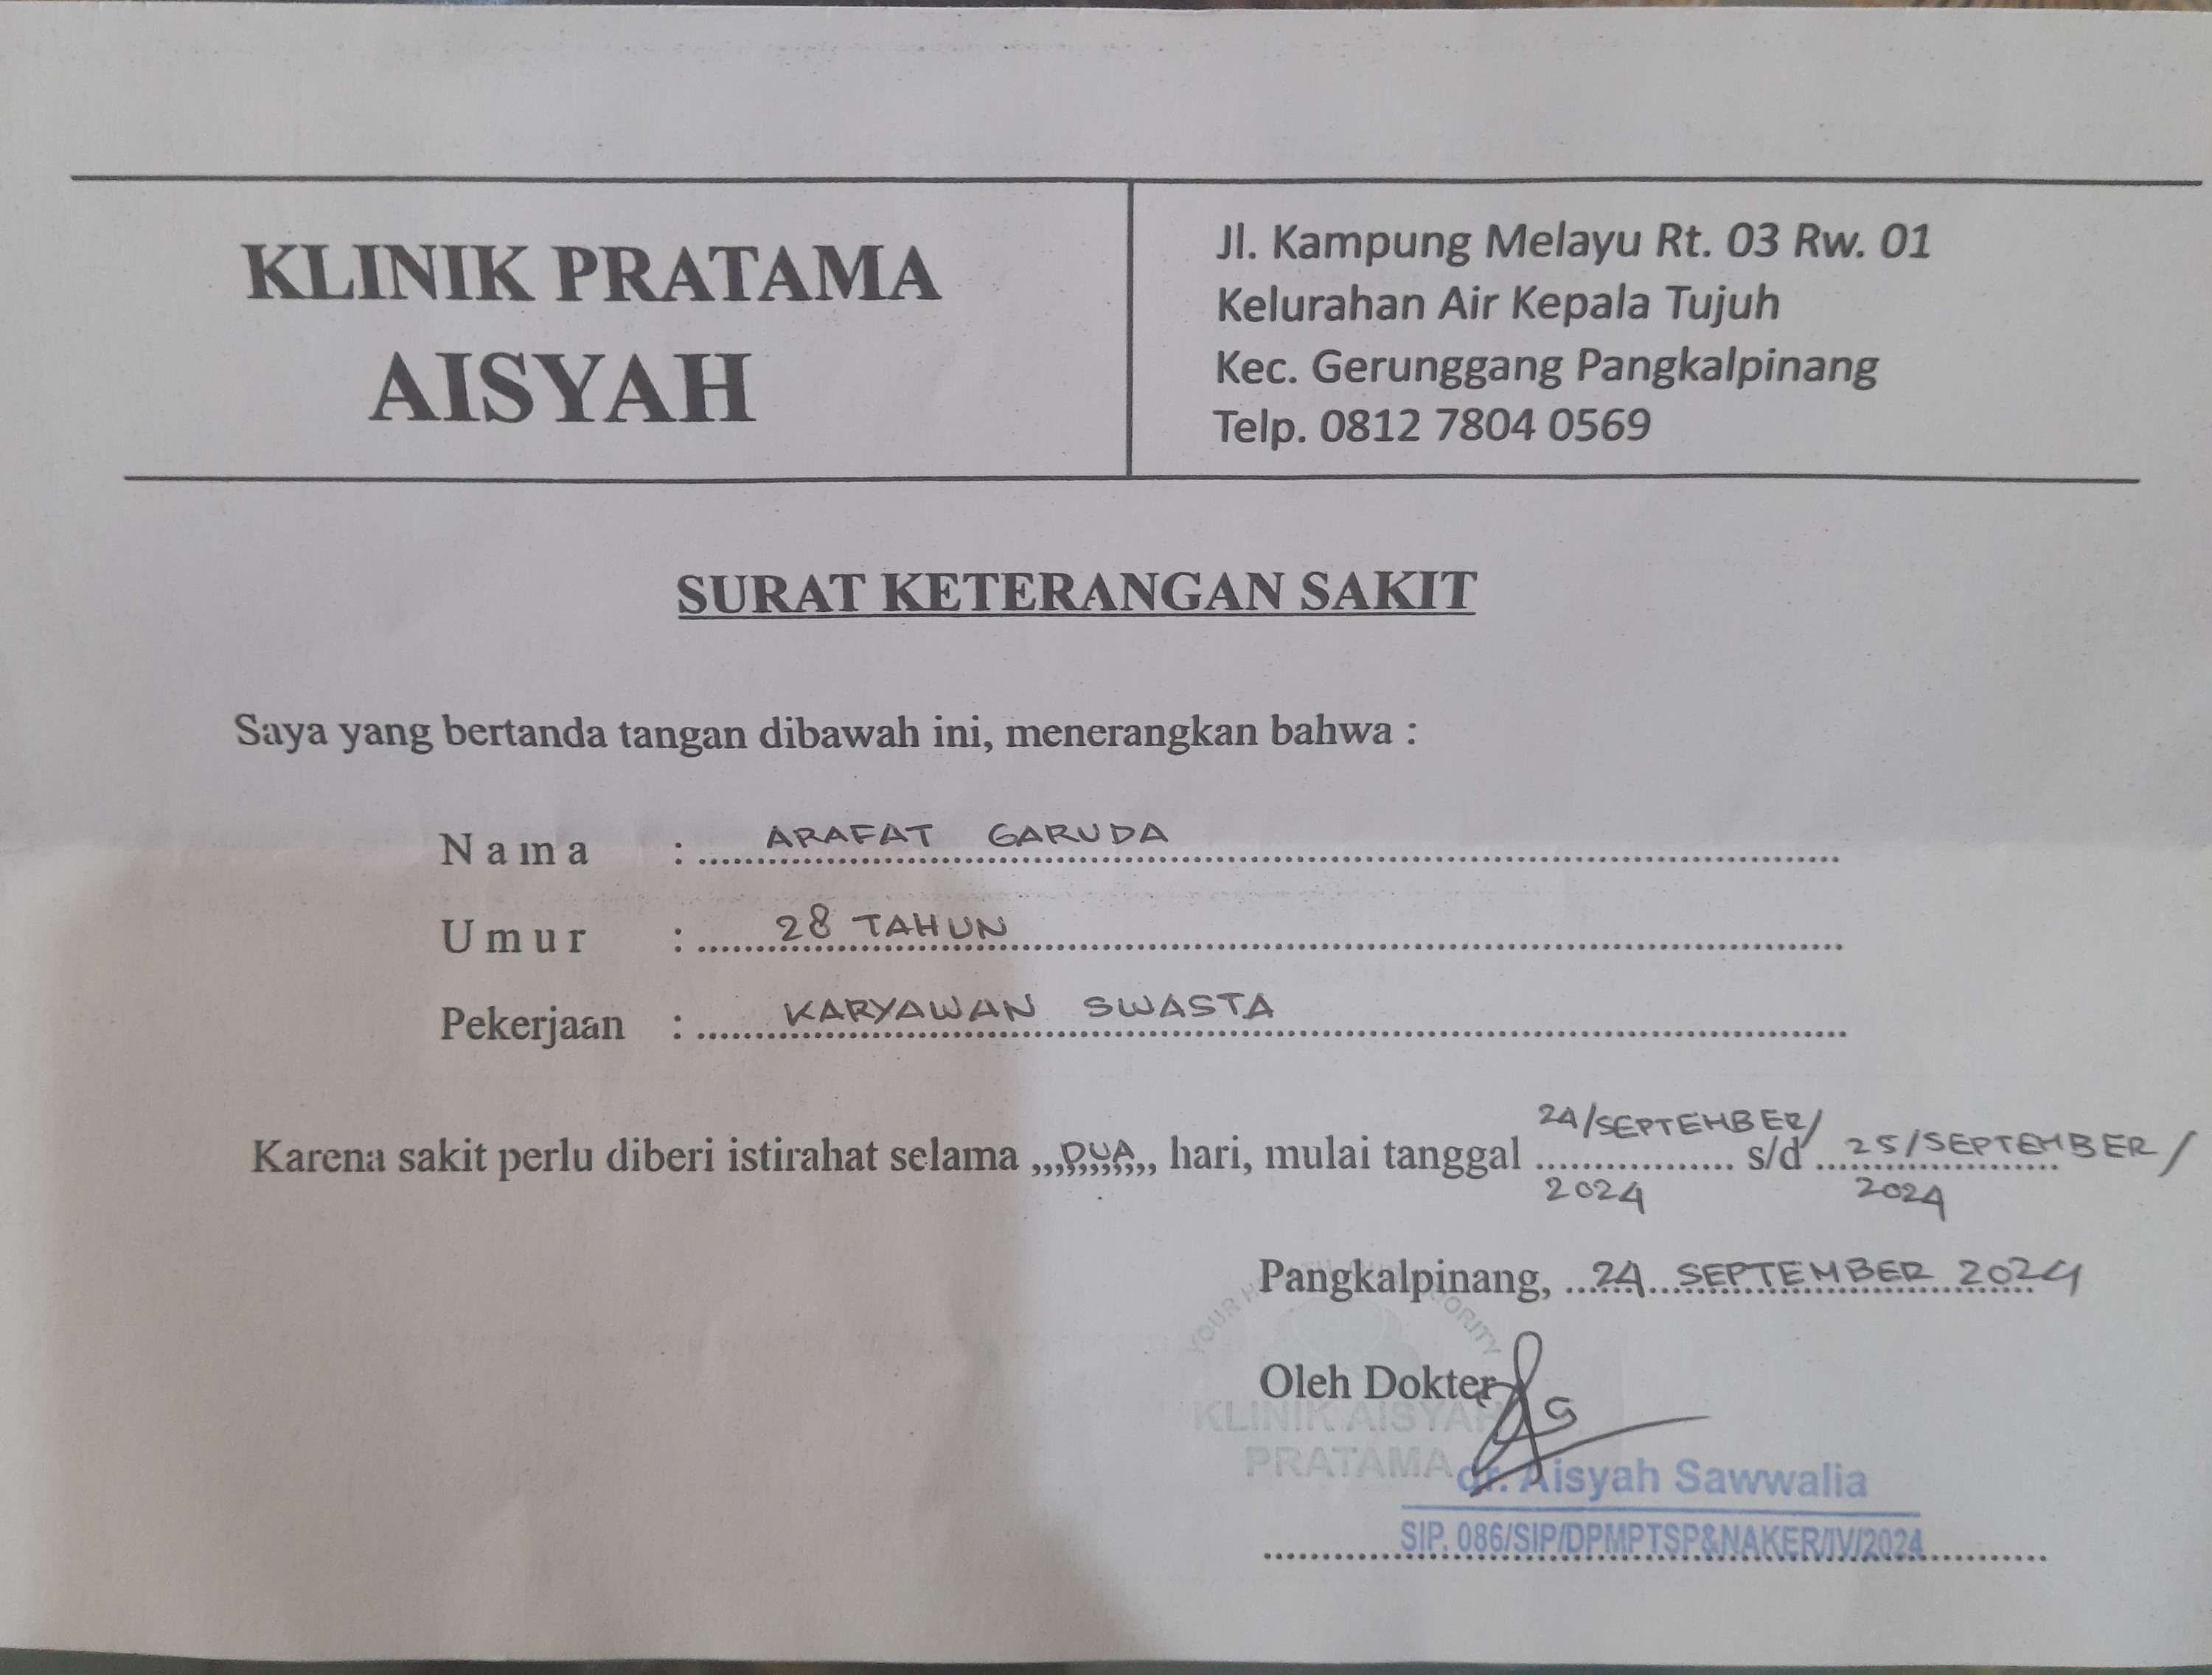 KLINIK PRATAMA
AISYAH
Jl. Kampung Melayu Rt. 03 Rw. 01
Kelurahan Air Kepala Tujuh
Kec. Gerunggang Pangkalpinang
Telp. 0812 7804 0569
SURAT KETERANGAN SAKIT
Saya yang bertanda tangan dibawah ini, menerangkan bahwa :
Nama : ARAFAT GARUDA
Umur : 28 TAHUN
Pekerjaan : KARYAWAN SWASTA
Karena sakit perlu diberi istirahat selama ,,,DUA,, hari, mulai tanggal 24/SEPTEMBER/2024 s/d 25/SEPTEMBER/2024
Pangkalpinang, 24 SEPTEMBER 2024
YOUR ORITY
Oleh Dokter
KLINIK AISYAH
PRATAMA
dr. Aisyah Sawwalia
SIP. 086/SIP/DPMPTSP&NAKER/IV/2024